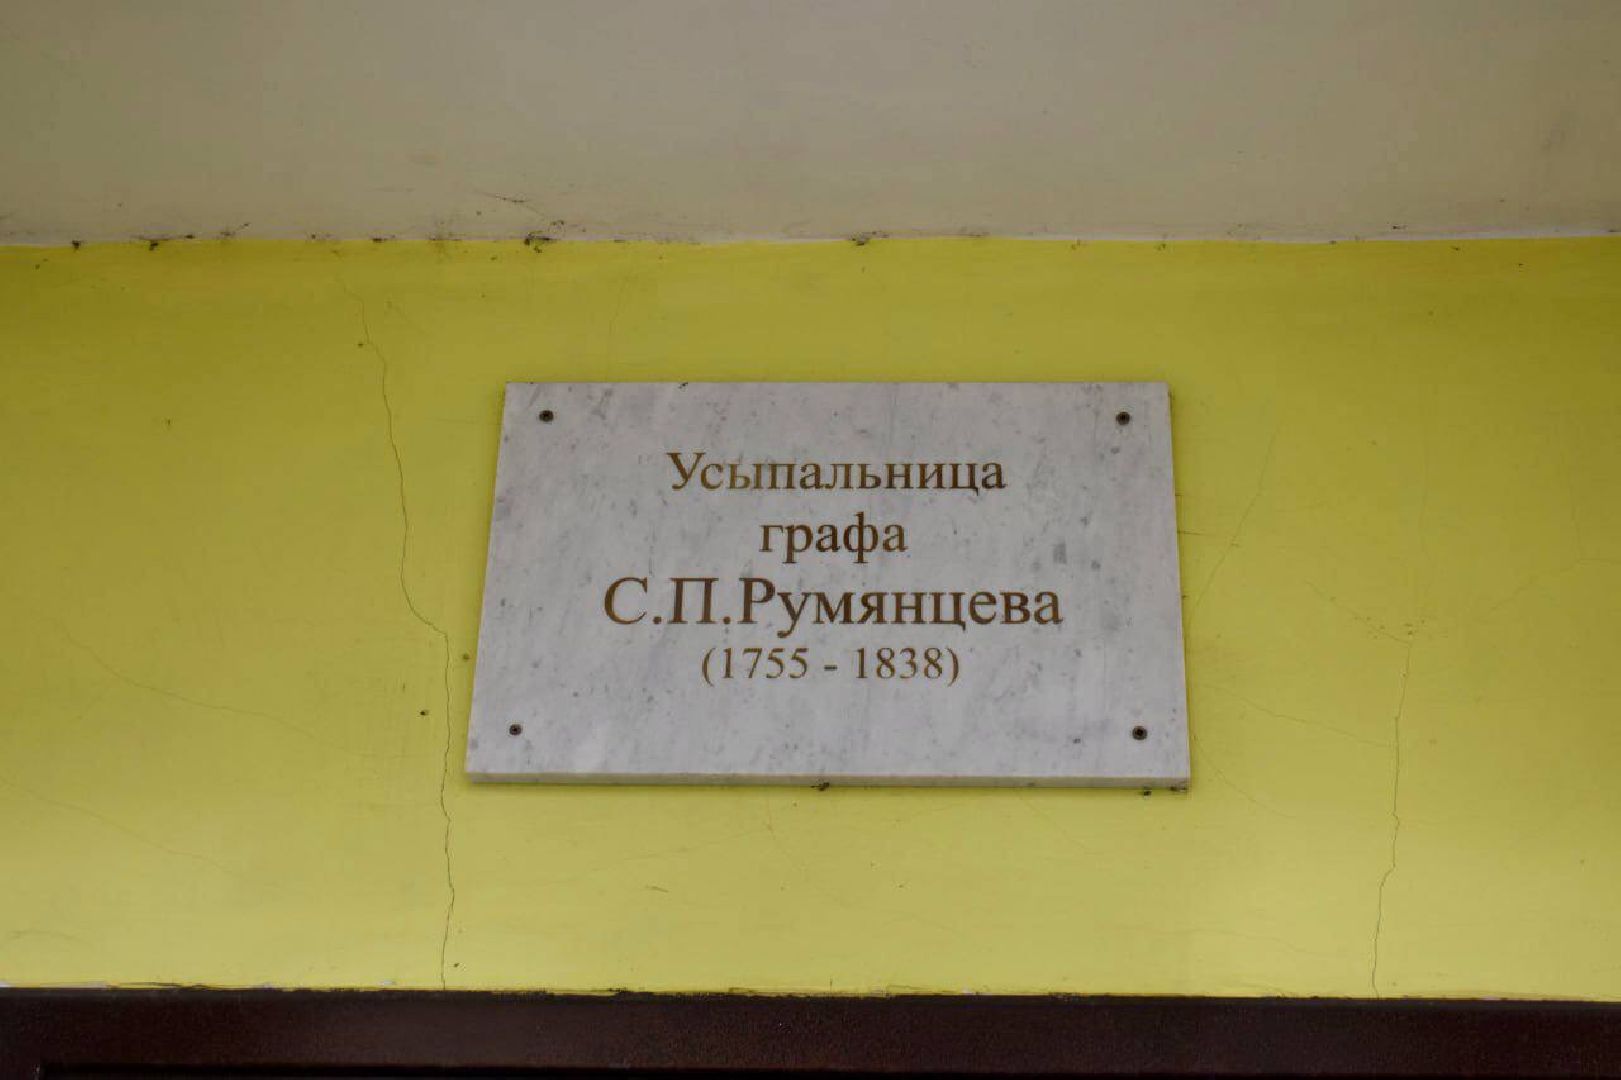 Усыпальница
графа
С.П.Румянцева
(1755 - 1838)